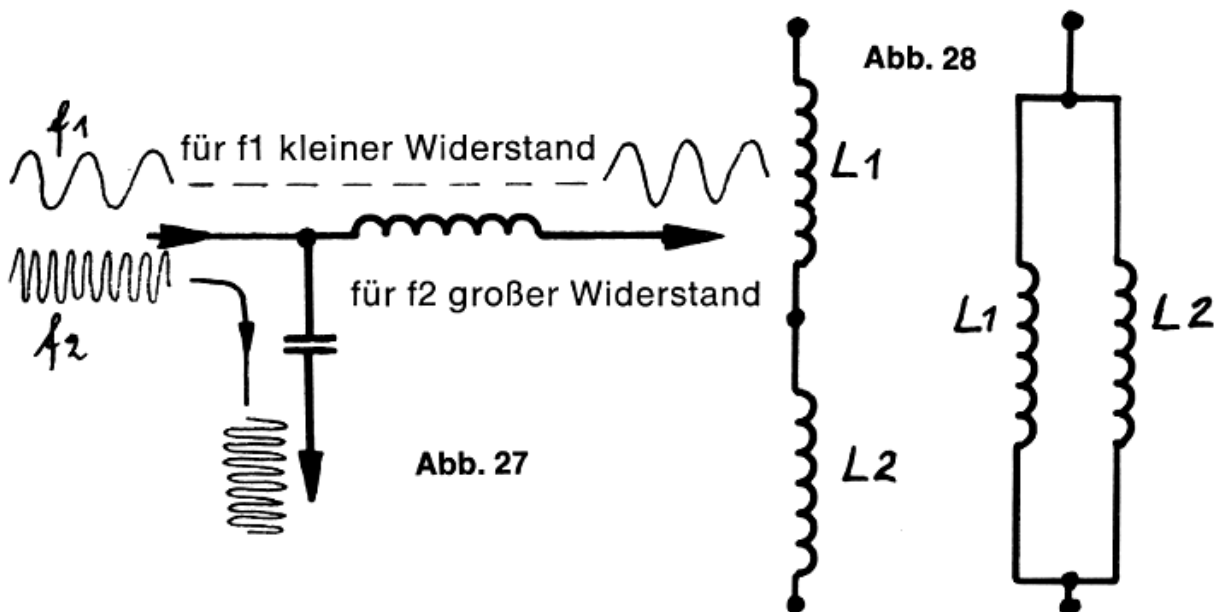 f1
für f1 kleiner Widerstand
für f2 großer Widerstand
f2
Abb. 27
Abb. 28
L1
L2
L1
L2